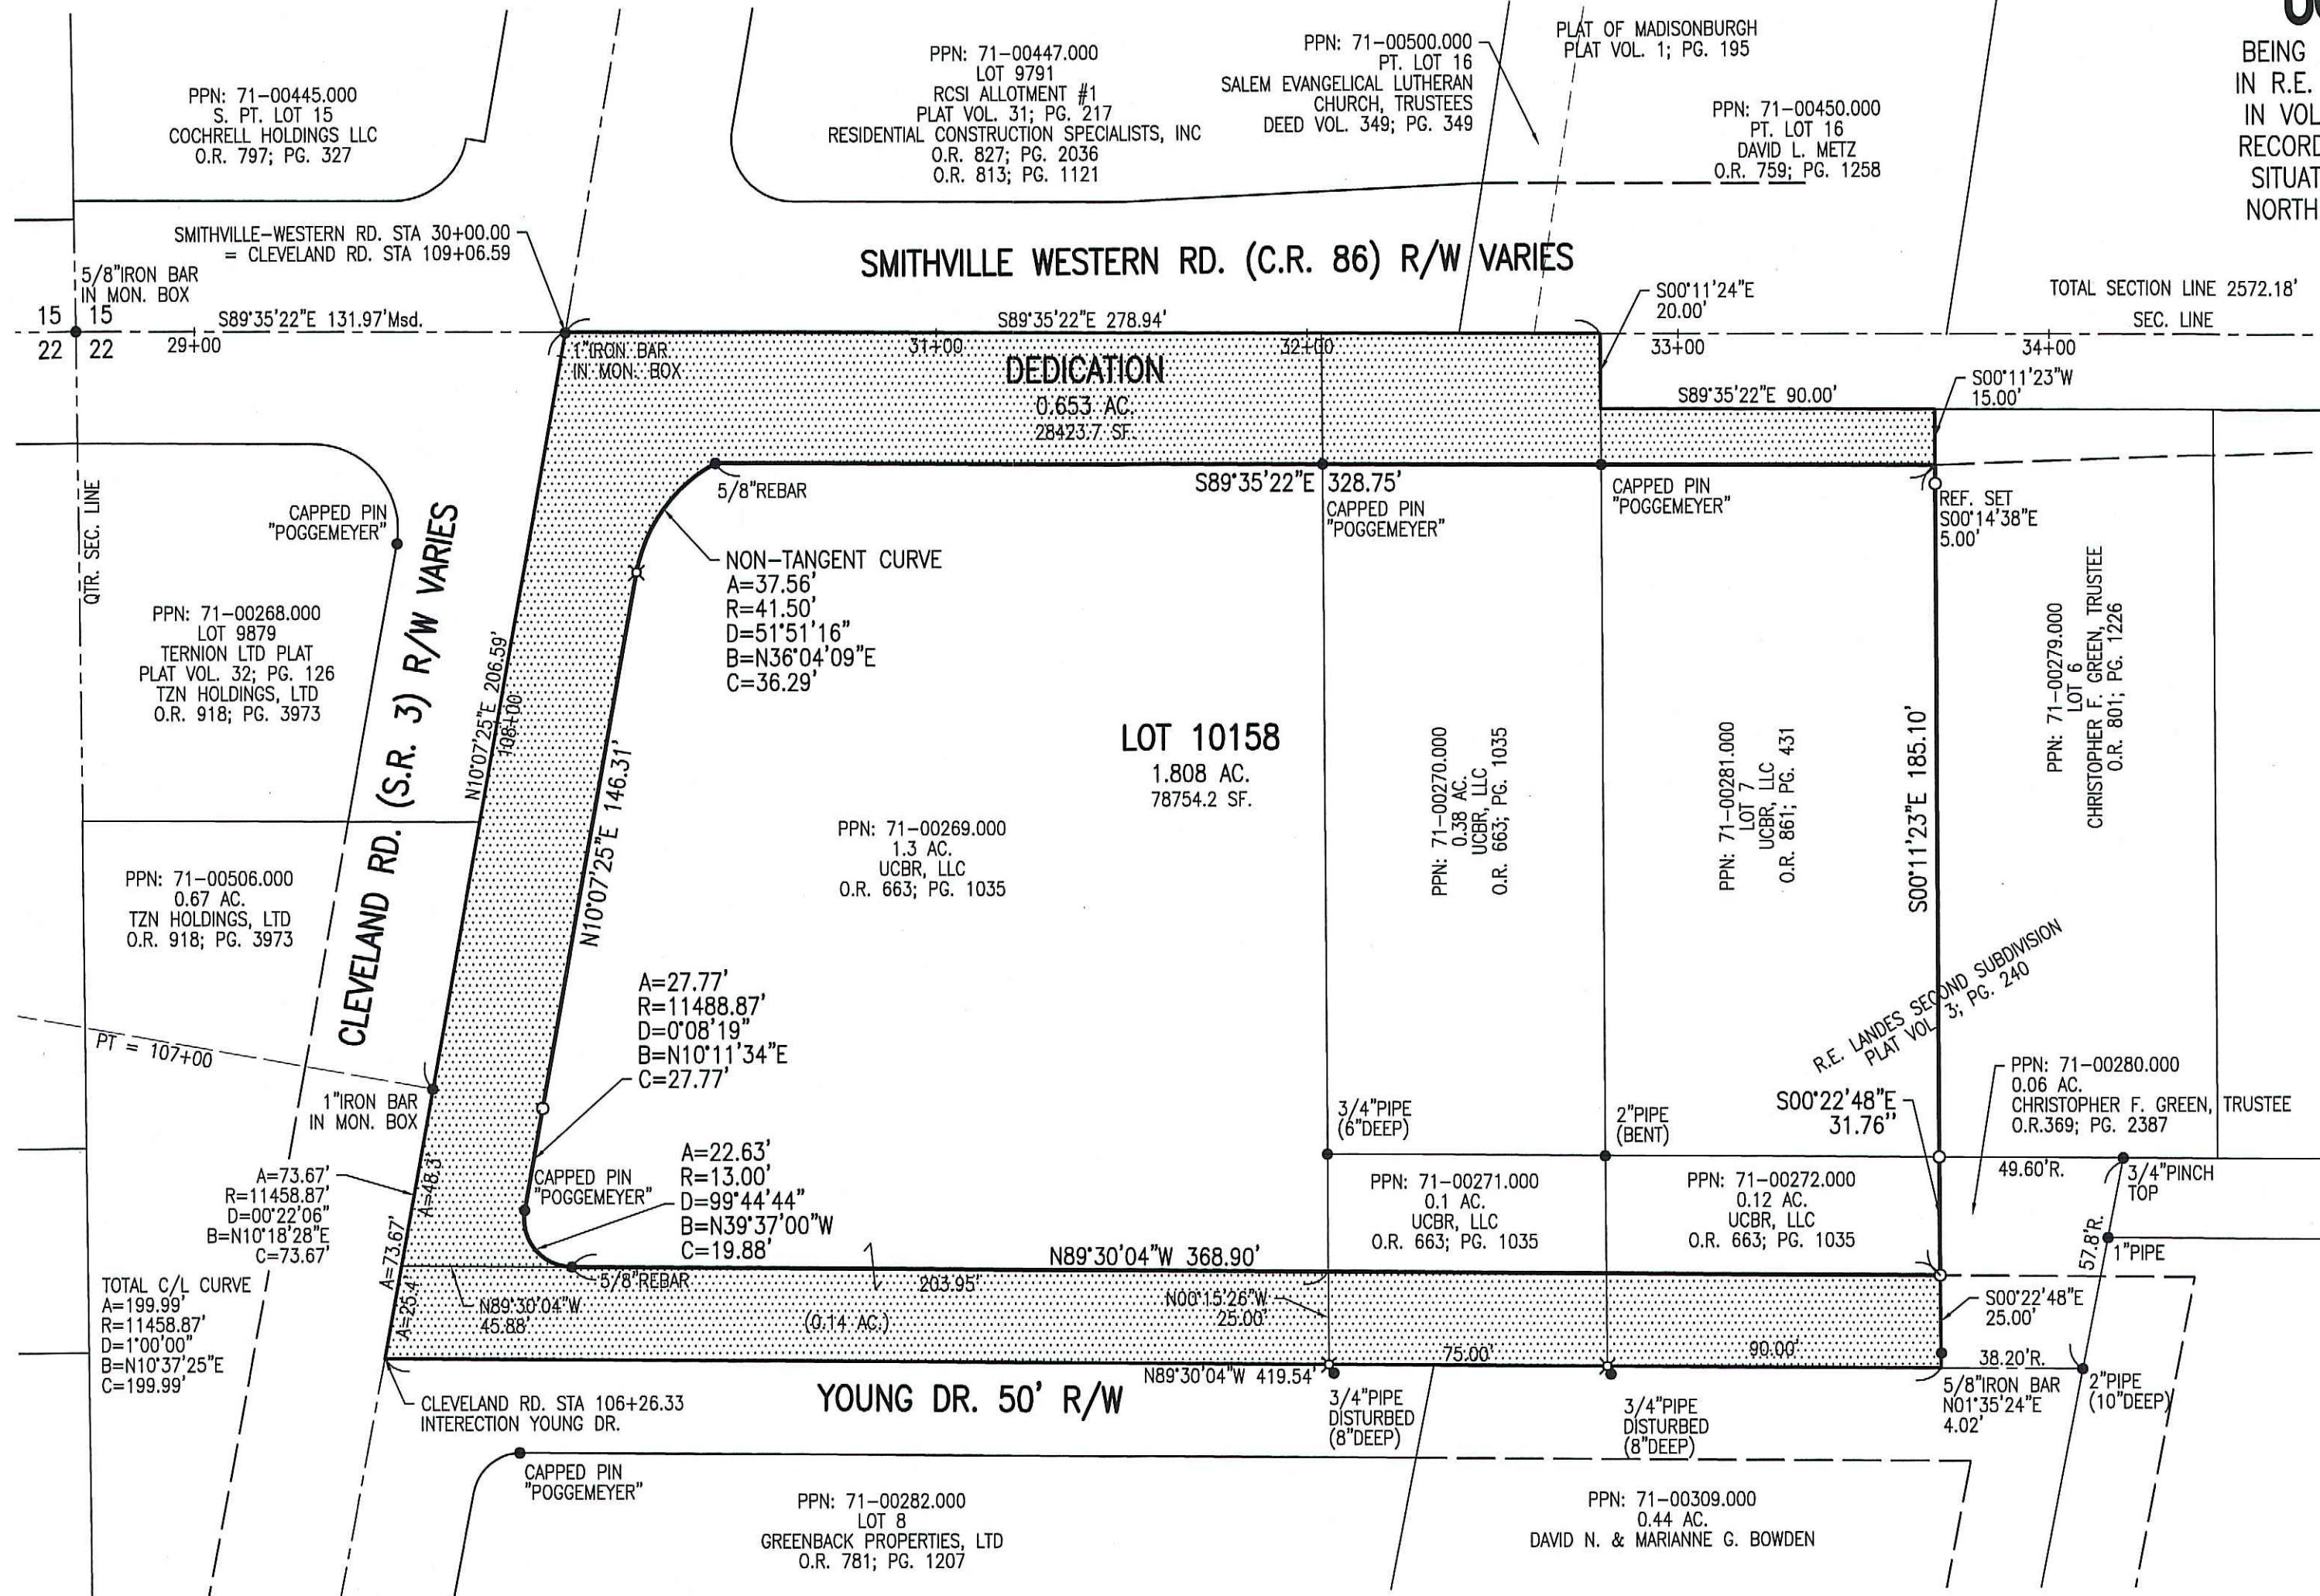 PPN: 71-00445.000
S. PT. LOT 15
COCHRELL HOLDINGS LLC
O.R. 797; PG. 327
PPN: 71-00447.000
LOT 9791
RCSI ALLOTMENT #1
PLAT VOL. 31; PG. 217
RESIDENTIAL CONSTRUCTION SPECIALISTS, INC
O.R. 827; PG. 2036
O.R. 813; PG. 1121
PPN: 71-00500.000
PT. LOT 16
SALEM EVANGELICAL LUTHERAN
CHURCH, TRUSTEES
DEED VOL. 349; PG. 349
PLAT OF MADISONBURGH
PLAT VOL. 1; PG. 195
PPN: 71-00450.000
PT. LOT 16
DAVID L. METZ
O.R. 759; PG. 1258
BEING
IN R.E.
IN VOL
RECORD
SITUAT
NORTH
SMITHVILLE-WESTERN RD. STA 30+00.00
= CLEVELAND RD. STA 109+06.59
SMITHVILLE WESTERN RD. (C.R. 86) R/W VARIES
5/8"IRON BAR
IN MON. BOX
15 15
22 22
29+00
S89°35'22"E 131.97'Msd.
S89°35'22"E 278.94'
31+00
32+00
33+00
34+00
S00°11'24"E
20.00'
TOTAL SECTION LINE 2572.18'
SEC. LINE
1"IRON BAR
IN MON. BOX
DEDICATION
0.653 AC.
28423.7 SF.
S89°35'22"E 90.00'
S00°11'23"W
15.00'
S89°35'22"E 328.75'
5/8"REBAR
CAPPED PIN
"POGGEMEYER"
CAPPED PIN
"POGGEMEYER"
REF. SET
S00°14'38"E
5.00'
QTR. SEC. LINE
CAPPED PIN
"POGGEMEYER"
CLEVELAND RD. (S.R. 3) R/W VARIES
NON-TANGENT CURVE
A=37.56'
R=41.50'
D=51°51'16"
B=N36°04'09"E
C=36.29'
PPN: 71-00268.000
LOT 9879
TERNION LTD PLAT
PLAT VOL. 32; PG. 126
TZN HOLDINGS, LTD
O.R. 918; PG. 3973
N10°07'25"E 206.59'
108+00
N10°07'25"E 146.31'
LOT 10158
1.808 AC.
78754.2 SF.
PPN: 71-00269.000
1.3 AC.
UCBR, LLC
O.R. 663; PG. 1035
PPN: 71-00270.000
0.38 AC.
UCBR, LLC
O.R. 663; PG. 1035
PPN: 71-00281.000
LOT 7
UCBR, LLC
O.R. 861; PG. 431
S00°11'23"E 185.10'
PPN: 71-00279.000
LOT 6
CHRISTOPHER F. GREEN, TRUSTEE
O.R. 801; PG. 1226
PPN: 71-00506.000
0.67 AC.
TZN HOLDINGS, LTD
O.R. 918; PG. 3973
R.E. LANDES SECOND SUBDIVISION
PLAT VOL. 3; PG. 240
PT = 107+00
1"IRON BAR
IN MON. BOX
A=27.77'
R=11488.87'
D=0°08'19"
B=N10°11'34"E
C=27.77'
PPN: 71-00280.000
0.06 AC.
CHRISTOPHER F. GREEN, TRUSTEE
O.R.369; PG. 2387
S00°22'48"E
31.76"
3/4"PIPE
(6"DEEP)
2"PIPE
(BENT)
A=73.67'
R=11458.87'
D=00°22'06"
B=N10°18'28"E
C=73.67'
A=48.3'
A=73.67'
A=25.4'
CAPPED PIN
"POGGEMEYER"
A=22.63'
R=13.00'
D=99°44'44"
B=N39°37'00"W
C=19.88'
PPN: 71-00271.000
0.1 AC.
UCBR, LLC
O.R. 663; PG. 1035
PPN: 71-00272.000
0.12 AC.
UCBR, LLC
O.R. 663; PG. 1035
49.60'R.
3/4"PINCH
TOP
57.8'R.
1"PIPE
TOTAL C/L CURVE
A=199.99'
R=11458.87'
D=1°00'00"
B=N10°37'25"E
C=199.99'
N89°30'04"W 368.90'
5/8"REBAR
203.95'
N89°30'04"W
45.88'
(0.14 AC.)
N00°15'26"W
25.00'
S00°22'48"E
25.00'
75.00'
90.00'
38.20'R.
N89°30'04"W 419.54'
CLEVELAND RD. STA 106+26.33
INTERECTION YOUNG DR.
YOUNG DR. 50' R/W
3/4"PIPE
DISTURBED
(8"DEEP)
3/4"PIPE
DISTURBED
(8"DEEP)
5/8"IRON BAR
N01°35'24"E
4.02'
2"PIPE
(10"DEEP)
CAPPED PIN
"POGGEMEYER"
PPN: 71-00282.000
LOT 8
GREENBACK PROPERTIES, LTD
O.R. 781; PG. 1207
PPN: 71-00309.000
0.44 AC.
DAVID N. & MARIANNE G. BOWDEN